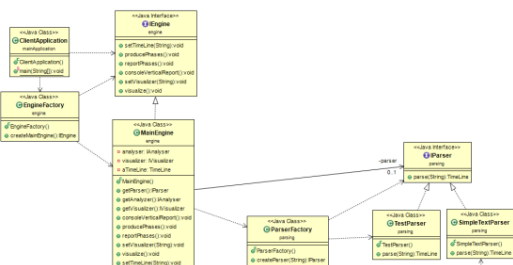 <<Java Interface>>
IEngine
engine
setTimeLine(String):void
producePhases():void
reportPhases():void
consoleVerticalReport():void
setVisualizer(String):void
visualize():void
<<Java Class>>
ClientApplication
mainApplication
ClientApplication()
main(String[]):void
<<Java Class>>
EngineFactory
engine
EngineFactory()
createMainEngine():IEngine
<<Java Class>>
MainEngine
engine
analyser: IAnalyser
visualizer: IVisualizer
aTimeLine: TimeLine
MainEngine()
getParser():IParser
getAnalyzer():IAnalyser
getVisualizer():IVisualizer
consoleVerticalReport():void
producePhases():void
reportPhases():void
setVisualizer(String):void
visualize():void
setTimeLine(String):void
-parser
0..1
<<Java Interface>>
IParser
parsing
parse(String):TimeLine
<<Java Class>>
ParserFactory
parsing
ParserFactory()
createParser(String):IParser
<<Java Class>>
TestParser
parsing
TestParser()
parse(String):TimeLine
<<Java Class>>
SimpleTextParser
parsing
SimpleTextParser()
parse(String):TimeLine